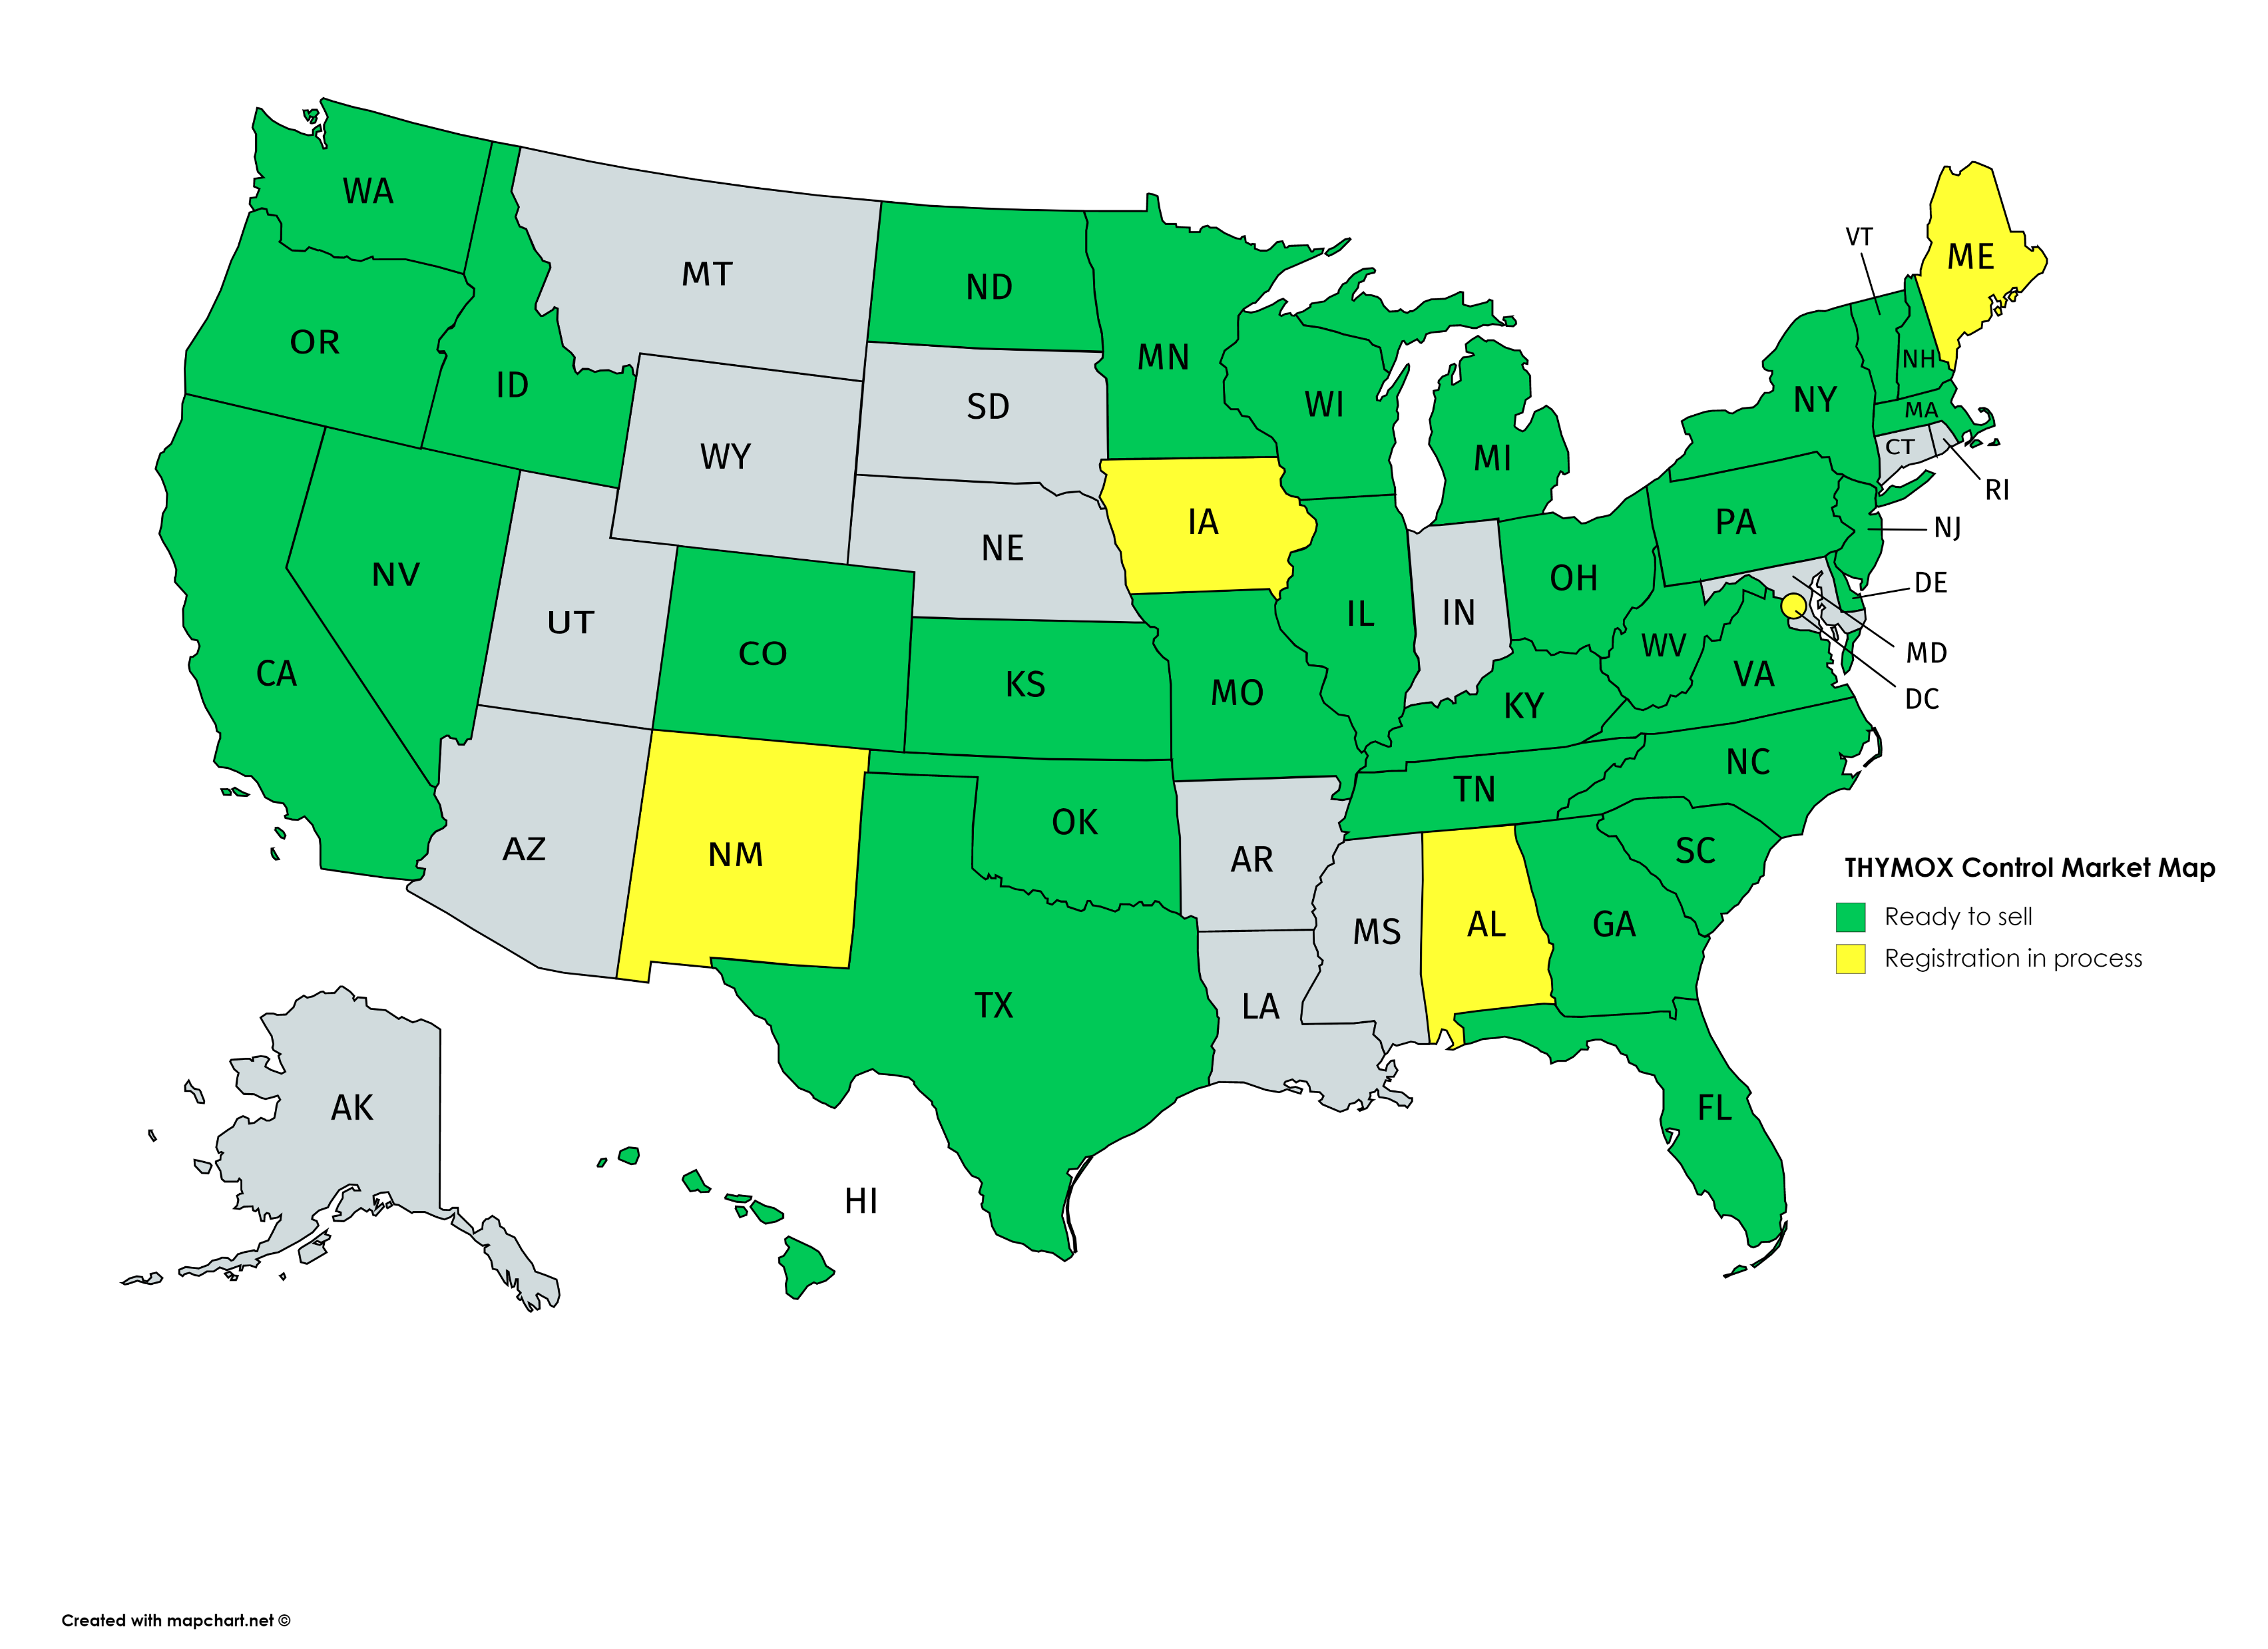 WA
MT
ND
ME
VT
OR
MN
ID
SD
WI
NH
NY
MA
WY
MI
CT
RI
IA
PA
NJ
NE
NV
OH
DE
UT
IL
IN
CO
WV
MD
CA
KS
MO
VA
DC
KY
NC
TN
OK
AZ
NM
AR
SC
THYMOX Control Market Map
MS
AL
GA
Ready to sell
Registration in process
TX
LA
AK
FL
HI
Created with mapchart.net ©